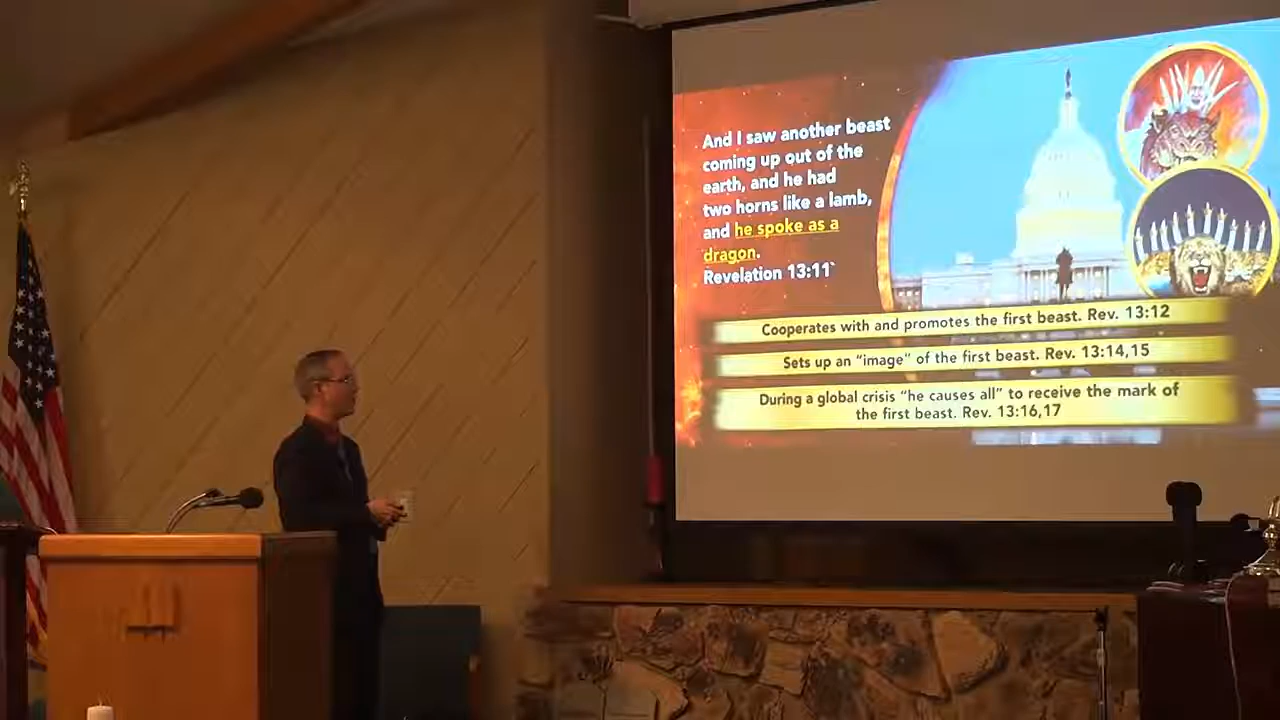 And I saw another beast
coming up out of the
earth, and he had
two horns like a lamb,
and he spoke as a
dragon.
Revelation 13:11`
Cooperates with and promotes the first beast. Rev. 13:12
Sets up an “image” of the first beast. Rev. 13:14,15
During a global crisis “he causes all” to receive the mark of
the first beast. Rev. 13:16,17